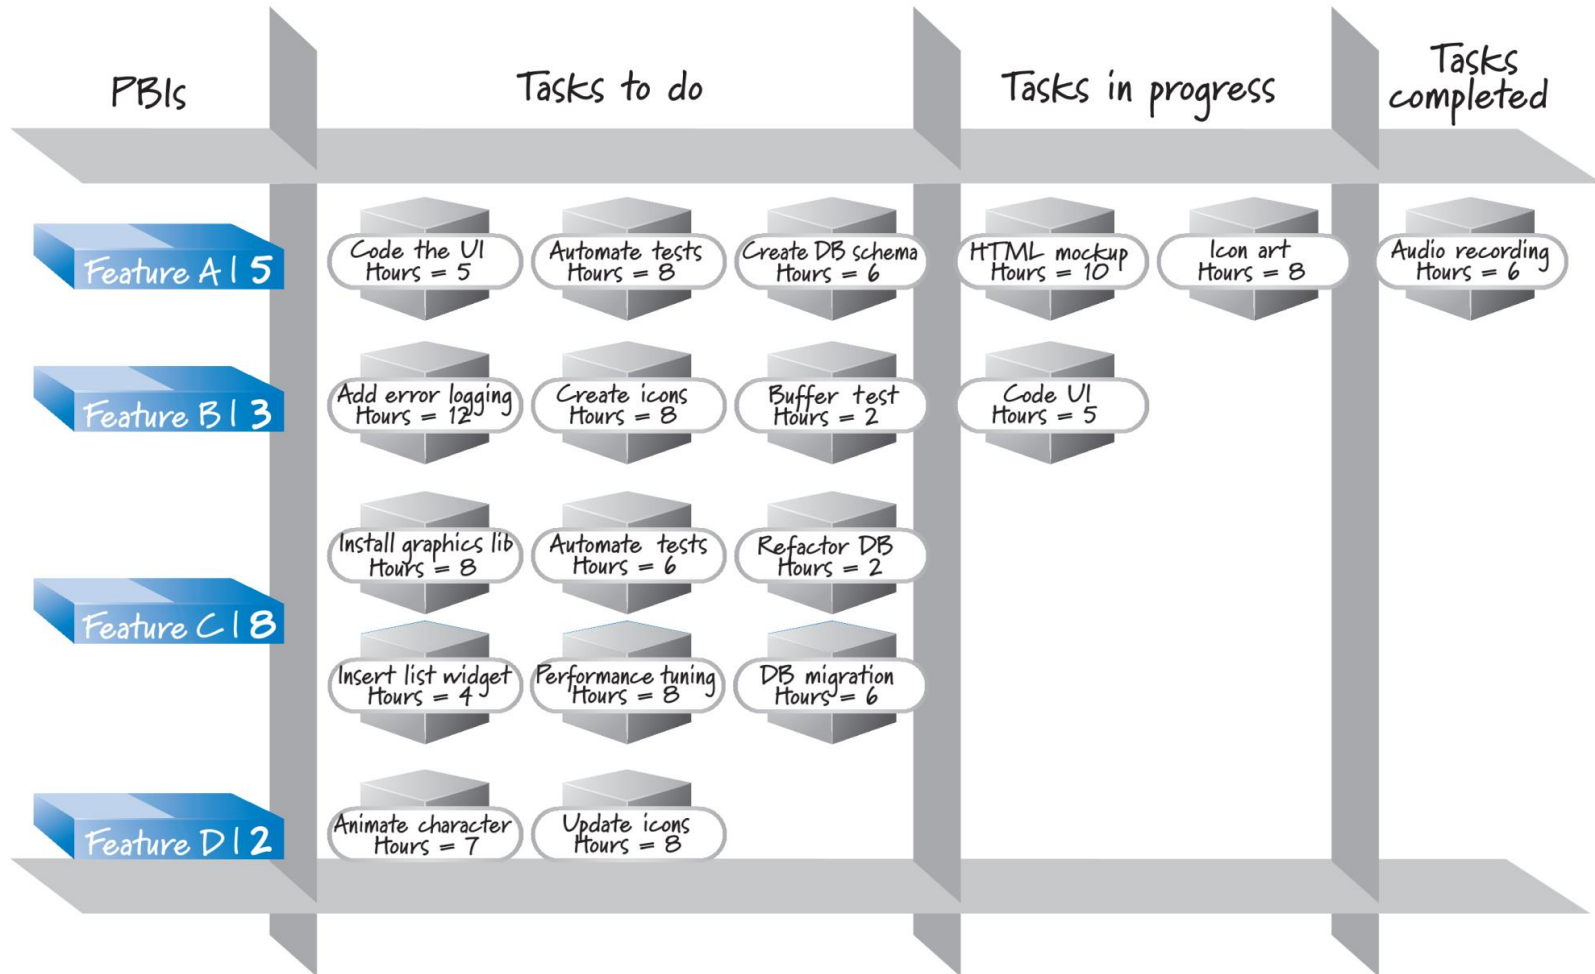 PBIs
Tasks to do
Tasks in progress
Tasks
completed
Feature A | 5
Code the UI
Hours = 5
Automate tests
Hours = 8
Create DB schema
Hours = 6
HTML mockup
Hours = 10
Icon art
Hours = 8
Audio recording
Hours = 6
Feature B | 3
Add error logging
Hours = 12
Create icons
Hours = 8
Buffer test
Hours = 2
Code UI
Hours = 5
Feature C | 8
Install graphics lib
Hours = 8
Automate tests
Hours = 6
Refactor DB
Hours = 2
Insert list widget
Hours = 4
Performance tuning
Hours = 8
DB migration
Hours = 6
Feature D | 2
Animate character
Hours = 7
Update icons
Hours = 8